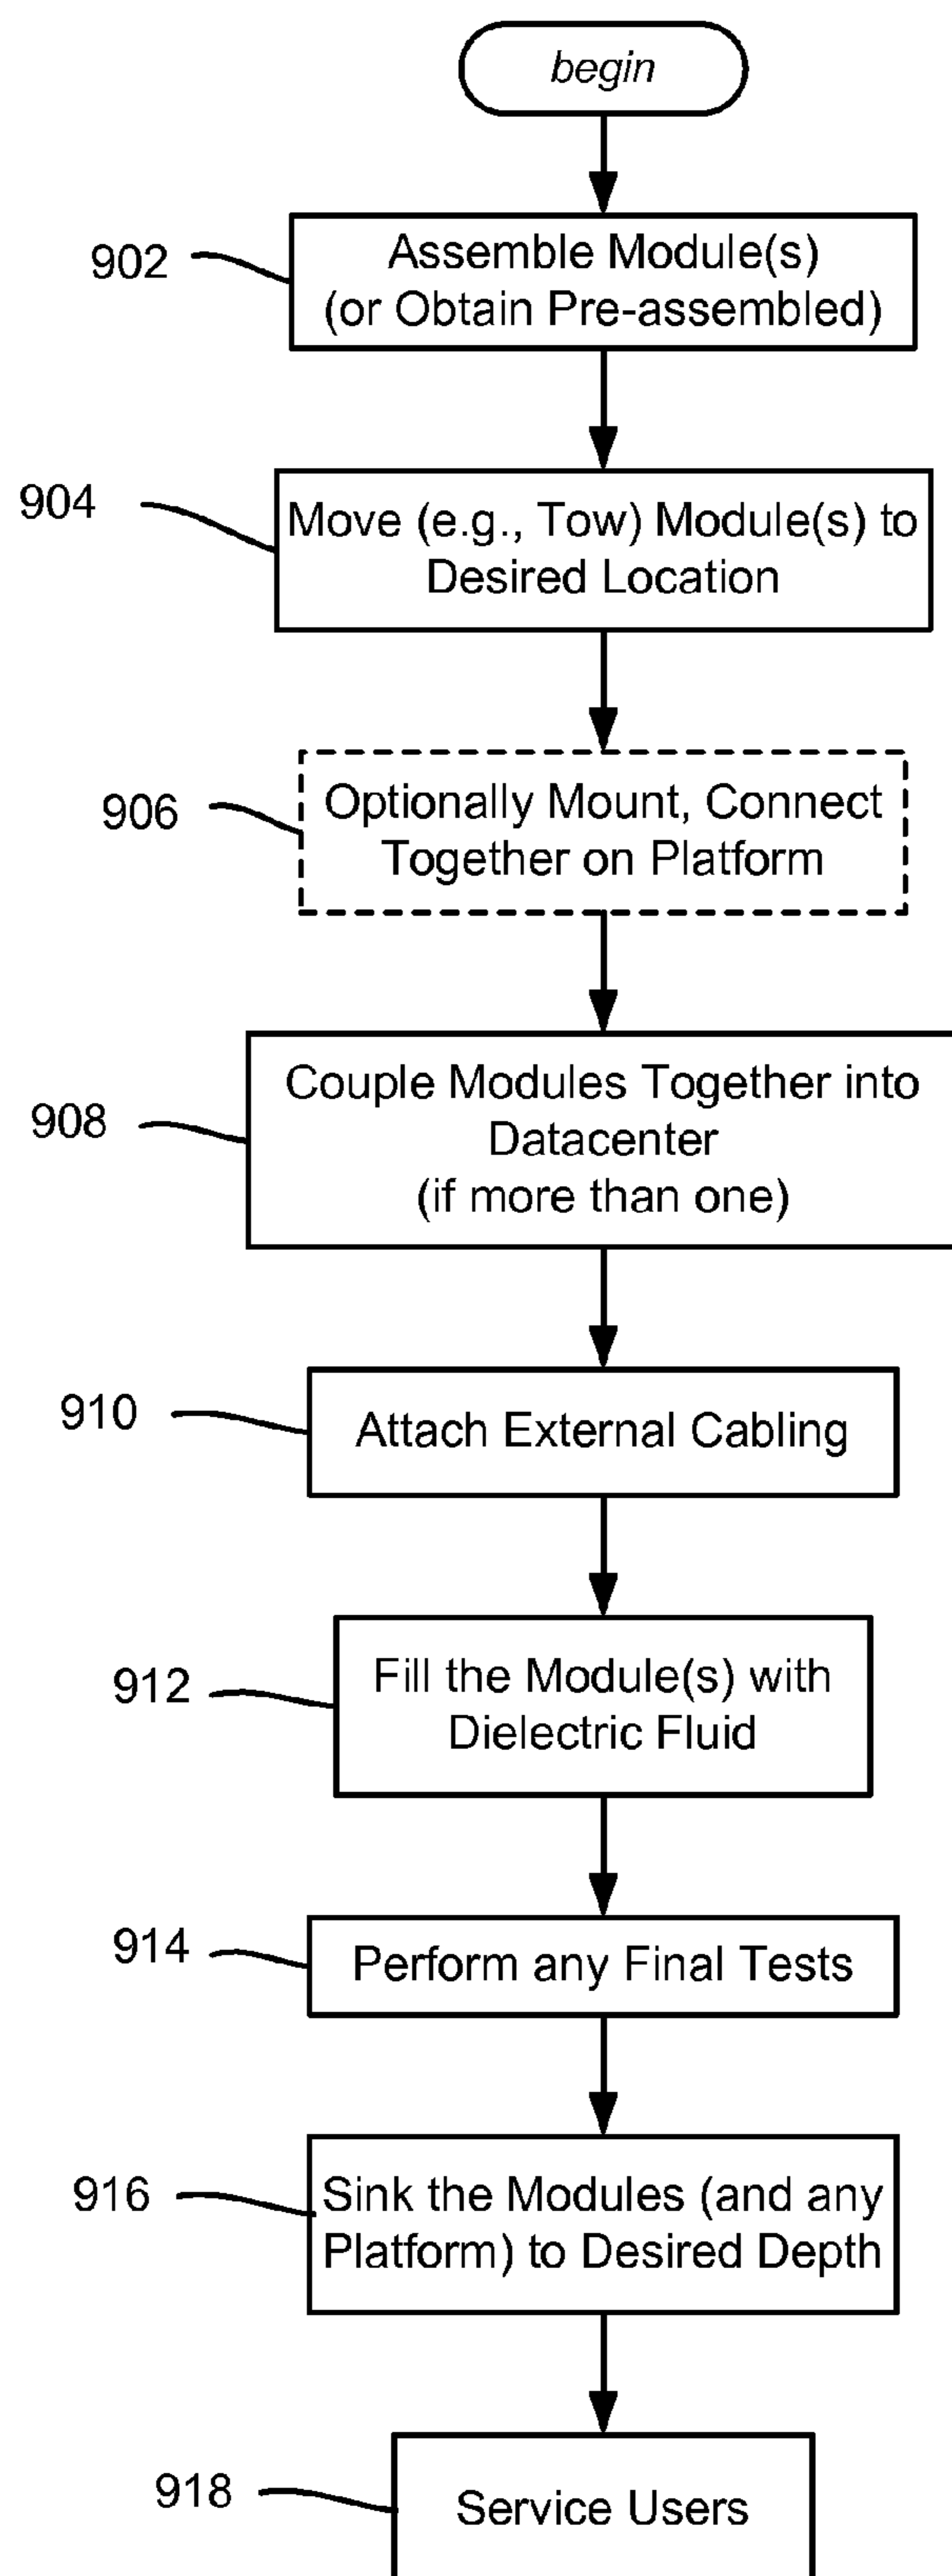 begin
902
Assemble Module(s)
(or Obtain Pre-assembled)
904
Move (e.g., Tow) Module(s) to
Desired Location
906
Optionally Mount, Connect
Together on Platform
908
Couple Modules Together into
Datacenter
(if more than one)
910
Attach External Cabling
912
Fill the Module(s) with
Dielectric Fluid
914
Perform any Final Tests
916
Sink the Modules (and any
Platform) to Desired Depth
918
Service Users